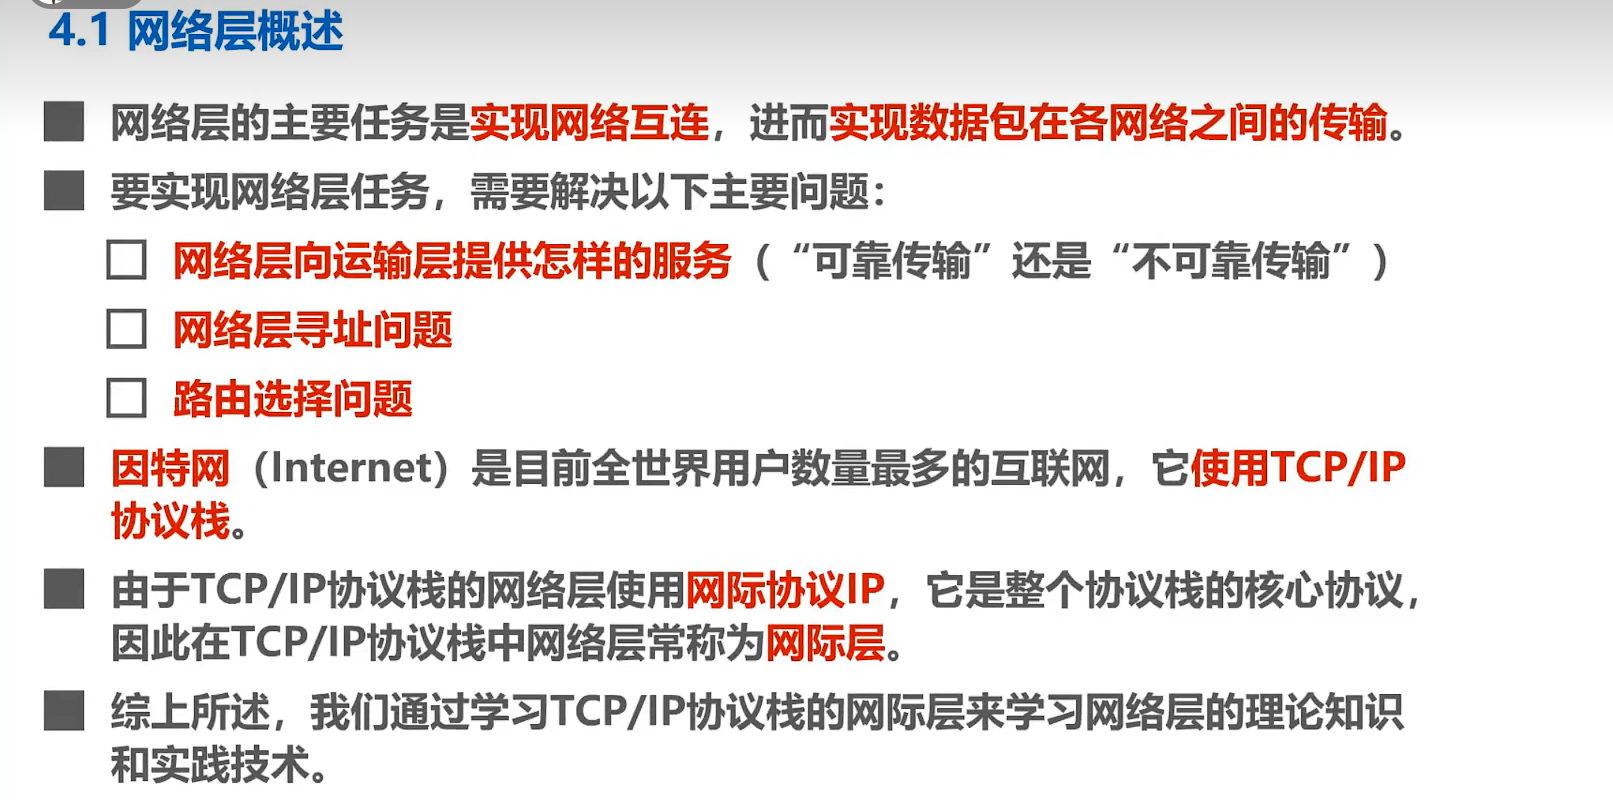 4.1 网络层概述
网络层的主要任务是实现网络互连，进而实现数据包在各网络之间的传输。
要实现网络层任务，需要解决以下主要问题：
网络层向运输层提供怎样的服务（“可靠传输”还是“不可靠传输”）
网络层寻址问题
路由选择问题
因特网（Internet）是目前全世界用户数量最多的互联网，它使用TCP/IP
协议栈。
由于TCP/IP协议栈的网络层使用网际协议IP，它是整个协议栈的核心协议，
因此在TCP/IP协议栈中网络层常称为网际层。
综上所述，我们通过学习TCP/IP协议栈的网际层来学习网络层的理论知识
和实践技术。